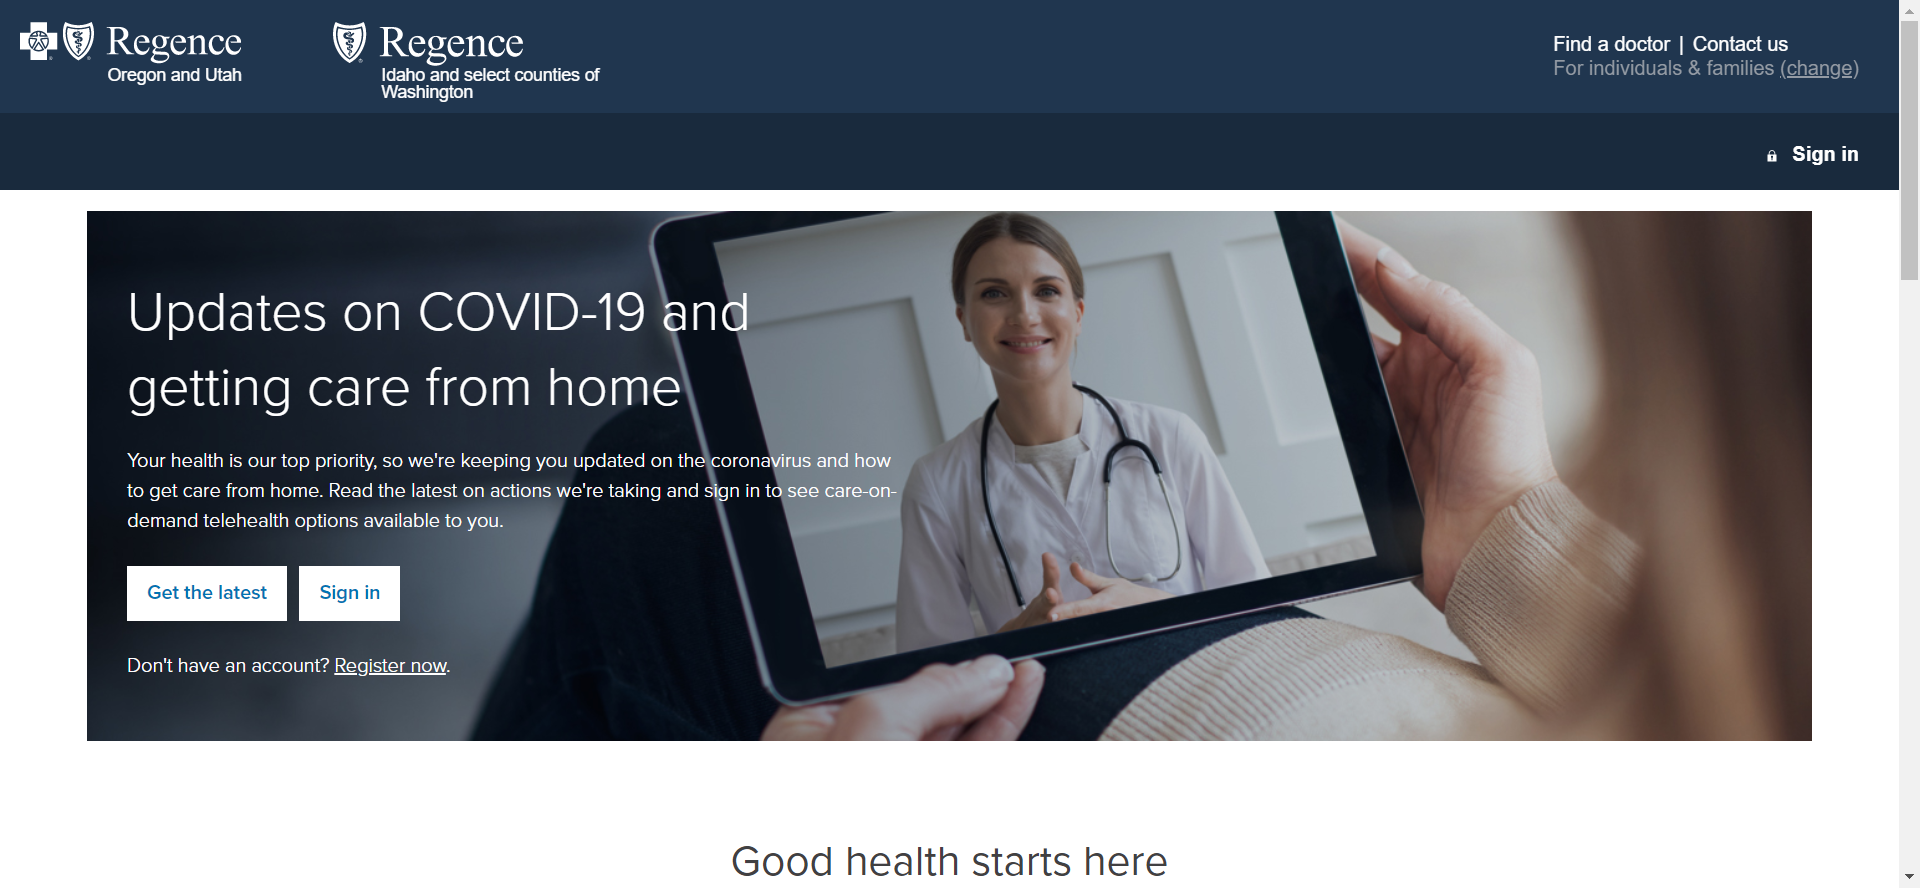 Regence
Oregon and Utah
Regence
Idaho and select counties of
Washington
Find a doctor | Contact us
For individuals & families (change)
Sign in
Updates on COVID-19 and
getting care from home
Your health is our top priority, so we're keeping you updated on the coronavirus and how
to get care from home. Read the latest on actions we're taking and sign in to see care-on-
demand telehealth options available to you.
Get the latest
Sign in
Don't have an account? Register now.
Good health starts here